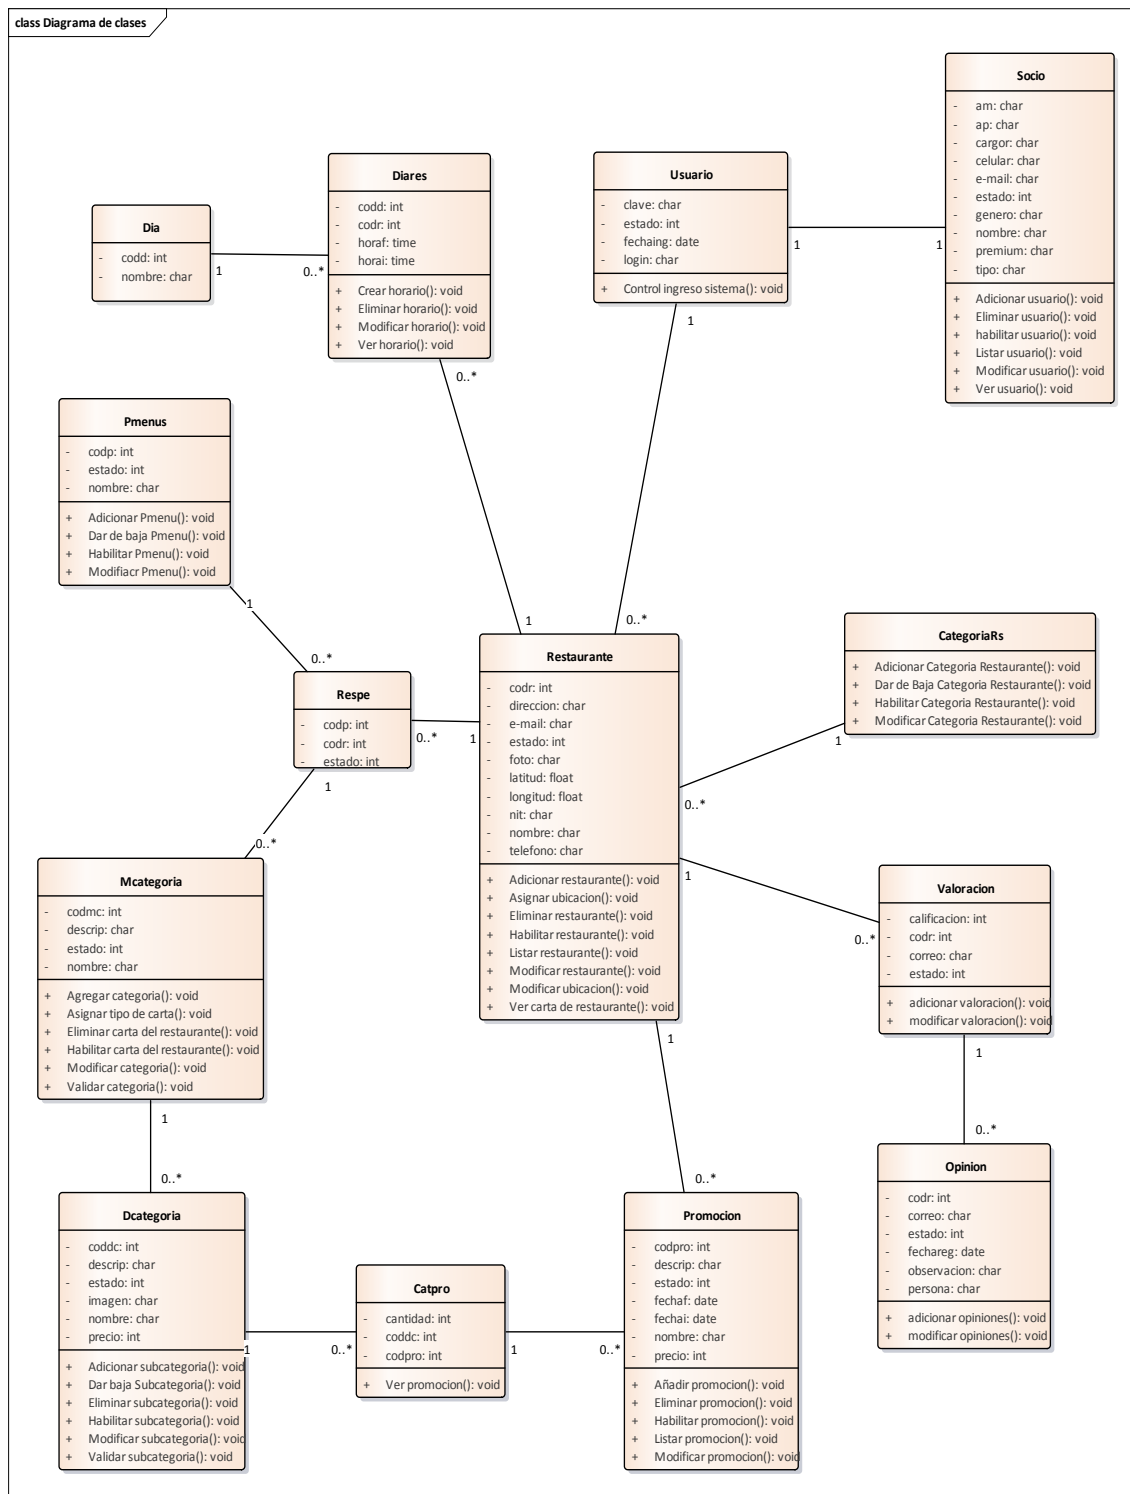 class Diagrama de clases
Socio
- am: char
- ap: char
- cargor: char
- celular: char
- e-mail: char
- estado: int
- genero: char
- nombre: char
- premium: char
- tipo: char
+ Adicionar usuario(): void
+ Eliminar usuario(): void
+ habilitar usuario(): void
+ Listar usuario(): void
+ Modificar usuario(): void
+ Ver usuario(): void
Usuario
- clave: char
- estado: int
- fechaing: date
- login: char
+ Control ingreso sistema(): void
1
1
1
0..*
Diares
- codd: int
- codr: int
- horaf: time
- horai: time
+ Crear horario(): void
+ Eliminar horario(): void
+ Modificar horario(): void
+ Ver horario(): void
Dia
- codd: int
- nombre: char
1
0..*
0..*
1
Pmenus
- codp: int
- estado: int
- nombre: char
+ Adicionar Pmenu(): void
+ Dar de baja Pmenu(): void
+ Habilitar Pmenu(): void
+ Modifiacr Pmenu(): void
1
0..*
Respe
- codp: int
- codr: int
- estado: int
0..*
1
1
0..*
Restaurante
- codr: int
- direccion: char
- e-mail: char
- estado: int
- foto: char
- latitud: float
- longitud: float
- nit: char
- nombre: char
- telefono: char
+ Adicionar restaurante(): void
+ Asignar ubicacion(): void
+ Eliminar restaurante(): void
+ Habilitar restaurante(): void
+ Listar restaurante(): void
+ Modificar restaurante(): void
+ Modificar ubicacion(): void
+ Ver carta de restaurante(): void
CategoriaRs
+ Adicionar Categoria Restaurante(): void
+ Dar de Baja Categoria Restaurante(): void
+ Habilitar Categoria Restaurante(): void
+ Modificar Categoria Restaurante(): void
1
0..*
1
0..*
Valoracion
- calificacion: int
- codr: int
- correo: char
- estado: int
+ adicionar valoracion(): void
+ modificar valoracion(): void
1
0..*
Opinion
- codr: int
- correo: char
- estado: int
- fechareg: date
- observacion: char
- persona: char
+ adicionar opiniones(): void
+ modificar opiniones(): void
Mcategoria
- codmc: int
- descrip: char
- estado: int
- nombre: char
+ Agregar categoria(): void
+ Asignar tipo de carta(): void
+ Eliminar carta del restaurante(): void
+ Habilitar carta del restaurante(): void
+ Modificar categoria(): void
+ Validar categoria(): void
1
0..*
1
0..*
Dcategoria
- coddc: int
- descrip: char
- estado: int
- imagen: char
- nombre: char
- precio: int
+ Adicionar subcategoria(): void
+ Dar baja Subcategoria(): void
+ Eliminar subcategoria(): void
+ Habilitar subcategoria(): void
+ Modificar subcategoria(): void
+ Validar subcategoria(): void
1
0..*
Catpro
- cantidad: int
- coddc: int
- codpro: int
+ Ver promocion(): void
1
0..*
Promocion
- codpro: int
- descrip: char
- estado: int
- fechaf: date
- fechai: date
- nombre: char
- precio: int
+ Añadir promocion(): void
+ Eliminar promocion(): void
+ Habilitar promocion(): void
+ Listar promocion(): void
+ Modificar promocion(): void